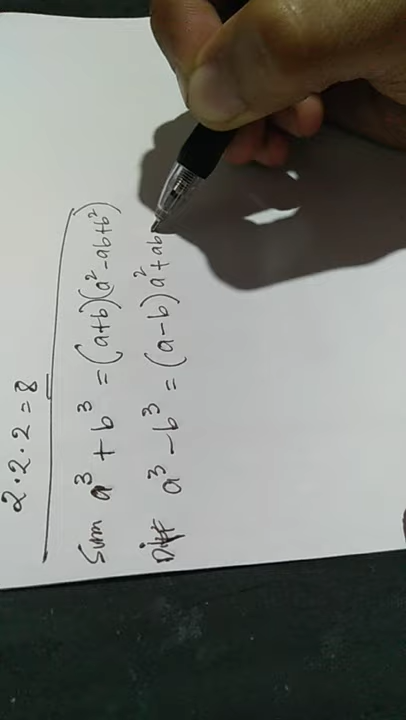 2 · 2 · 2 = 8
Sum a³ + b³ = (a+b)(a² - ab + b²)
Diff a³ - b³ = (a - b) a² + ab